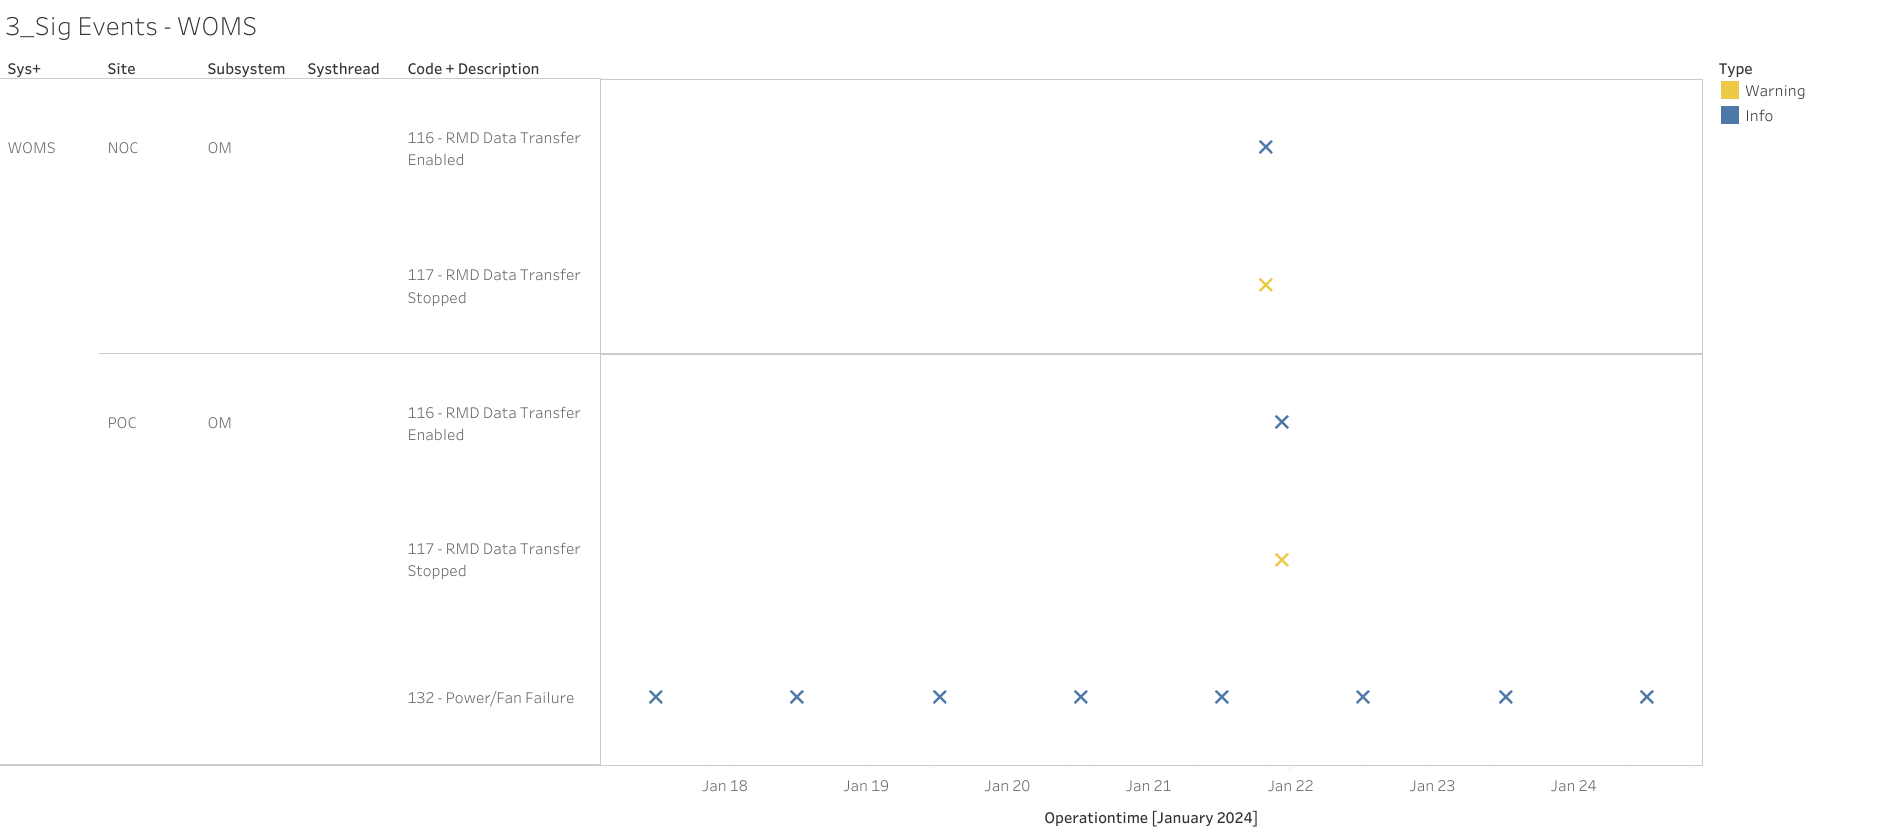 3_Sig Events - WOMS
Sys+ Site Subsystem Systhread Code + Description
Type
Warning
Info
WOMS NOC OM
116 - RMD Data Transfer
Enabled
117 - RMD Data Transfer
Stopped
POC OM
116 - RMD Data Transfer
Enabled
117 - RMD Data Transfer
Stopped
132 - Power/Fan Failure
Jan 18 Jan 19 Jan 20 Jan 21 Jan 22 Jan 23 Jan 24
Operationtime [January 2024]